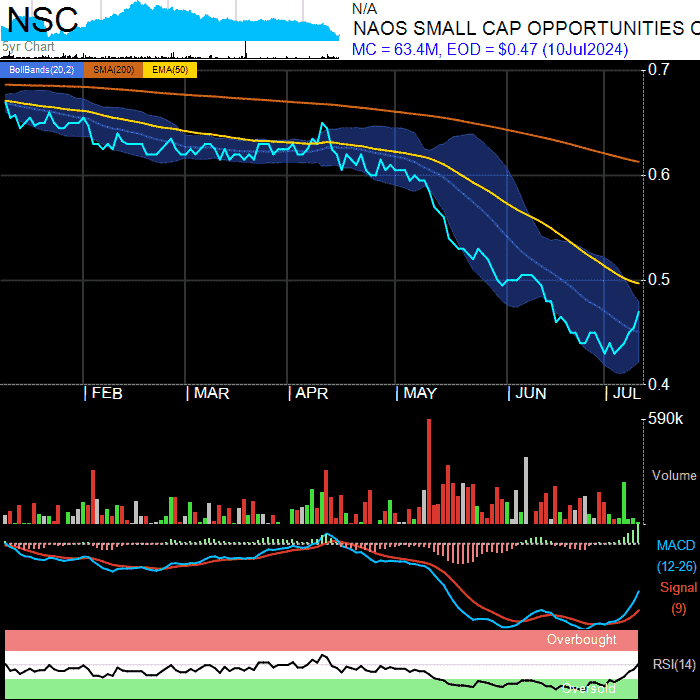 NSC
N/A
NAOS SMALL CAP OPPORTUNITIES C
5yr Chart
MC = 63.4M, EOD = $0.47 (10Jul2024)
BollBands(20,2) SMA(200) EMA(50)
0.7
0.6
0.5
0.4
FEB MAR APR MAY JUN JUL
590k
Volume
MACD
(12-26)
Signal
(9)
Overbought
RSI(14)
Oversold